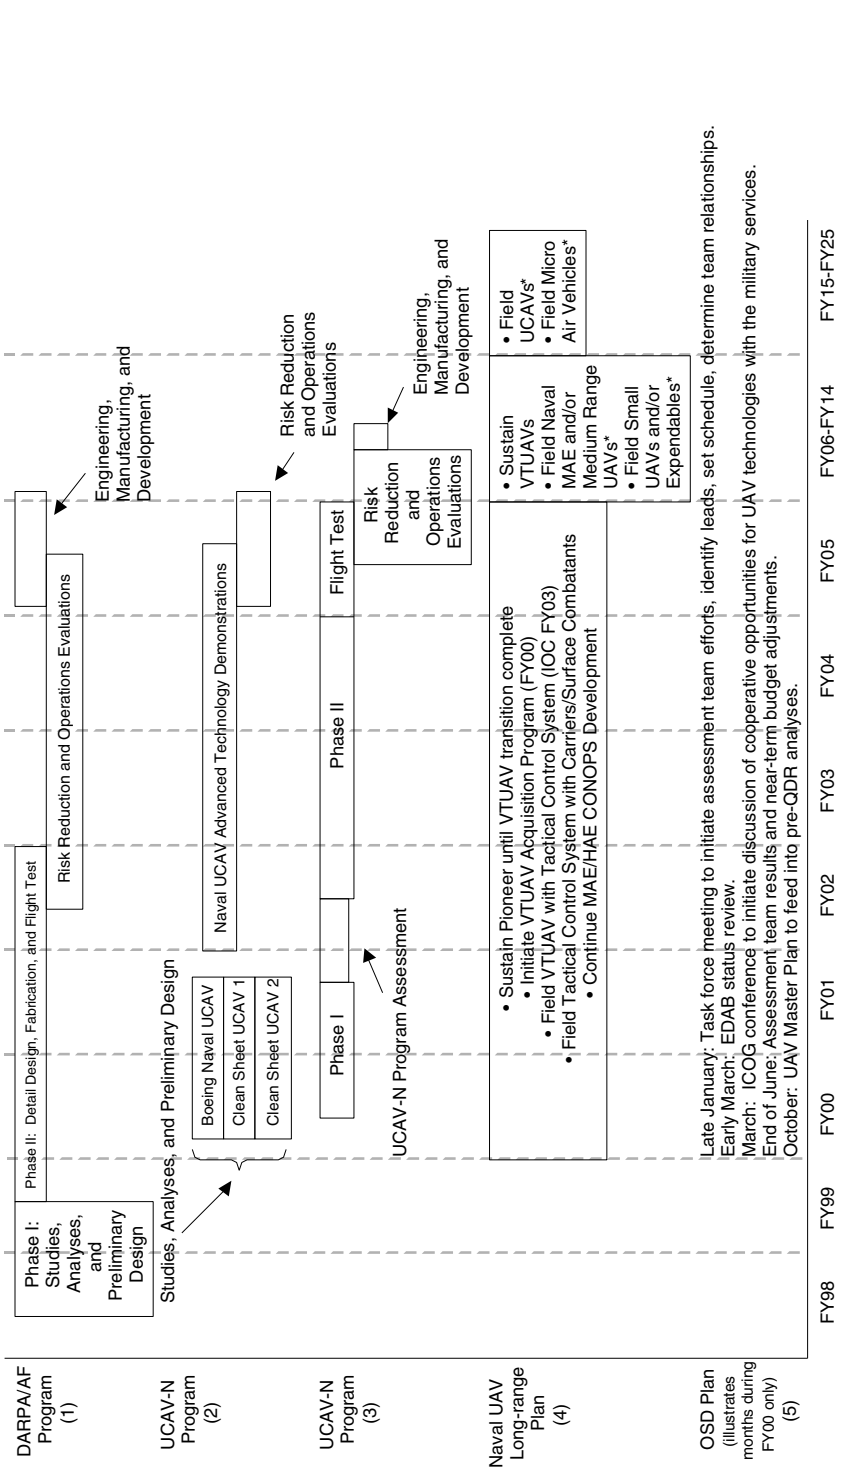 DARPA/AF
Program
(1)
Phase I:
Studies,
Analyses,
and
Preliminary
Design
Phase II: Detail Design, Fabrication, and Flight Test
Risk Reduction and Operations Evaluations
Engineering,
Manufacturing, and
Development
UCAV-N
Program
(2)
Studies, Analyses, and Preliminary Design
Boeing Naval UCAV
Clean Sheet UCAV 1
Clean Sheet UCAV 2
Naval UCAV Advanced Technology Demonstrations
Risk Reduction
and Operations
Evaluations
UCAV-N
Program
(3)
Phase I
UCAV-N Program Assessment
Phase II
Flight Test
Risk
Reduction
and
Operations
Evaluations
Engineering,
Manufacturing, and
Development
Naval UAV
Long-range
Plan
(4)
• Sustain Pioneer until VTUAV transition complete
• Initiate VTUAV Acquisition Program (FY00)
• Field VTUAV with Tactical Control System (IOC FY03)
• Field Tactical Control System with Carriers/Surface Combatants
• Continue MAE/HAE CONOPS Development
• Sustain
VTUAVs
• Field Naval
MAE and/or
Medium Range
UAVs*
• Field Small
UAVs and/or
Expendables*
• Field
UCAVs*
• Field Micro
Air Vehicles*
OSD Plan
(illustrates
months during
FY00 only)
(5)
Late January: Task force meeting to initiate assessment team efforts, identify leads, set schedule, determine team relationships.
Early March: EDAB status review.
March: ICOG conference to initiate discussion of cooperative opportunities for UAV technologies with the military services.
End of June: Assessment team results and near-term budget adjustments.
October: UAV Master Plan to feed into pre-QDR analyses.
FY98
FY99
FY00
FY01
FY02
FY03
FY04
FY05
FY06-FY14
FY15-FY25